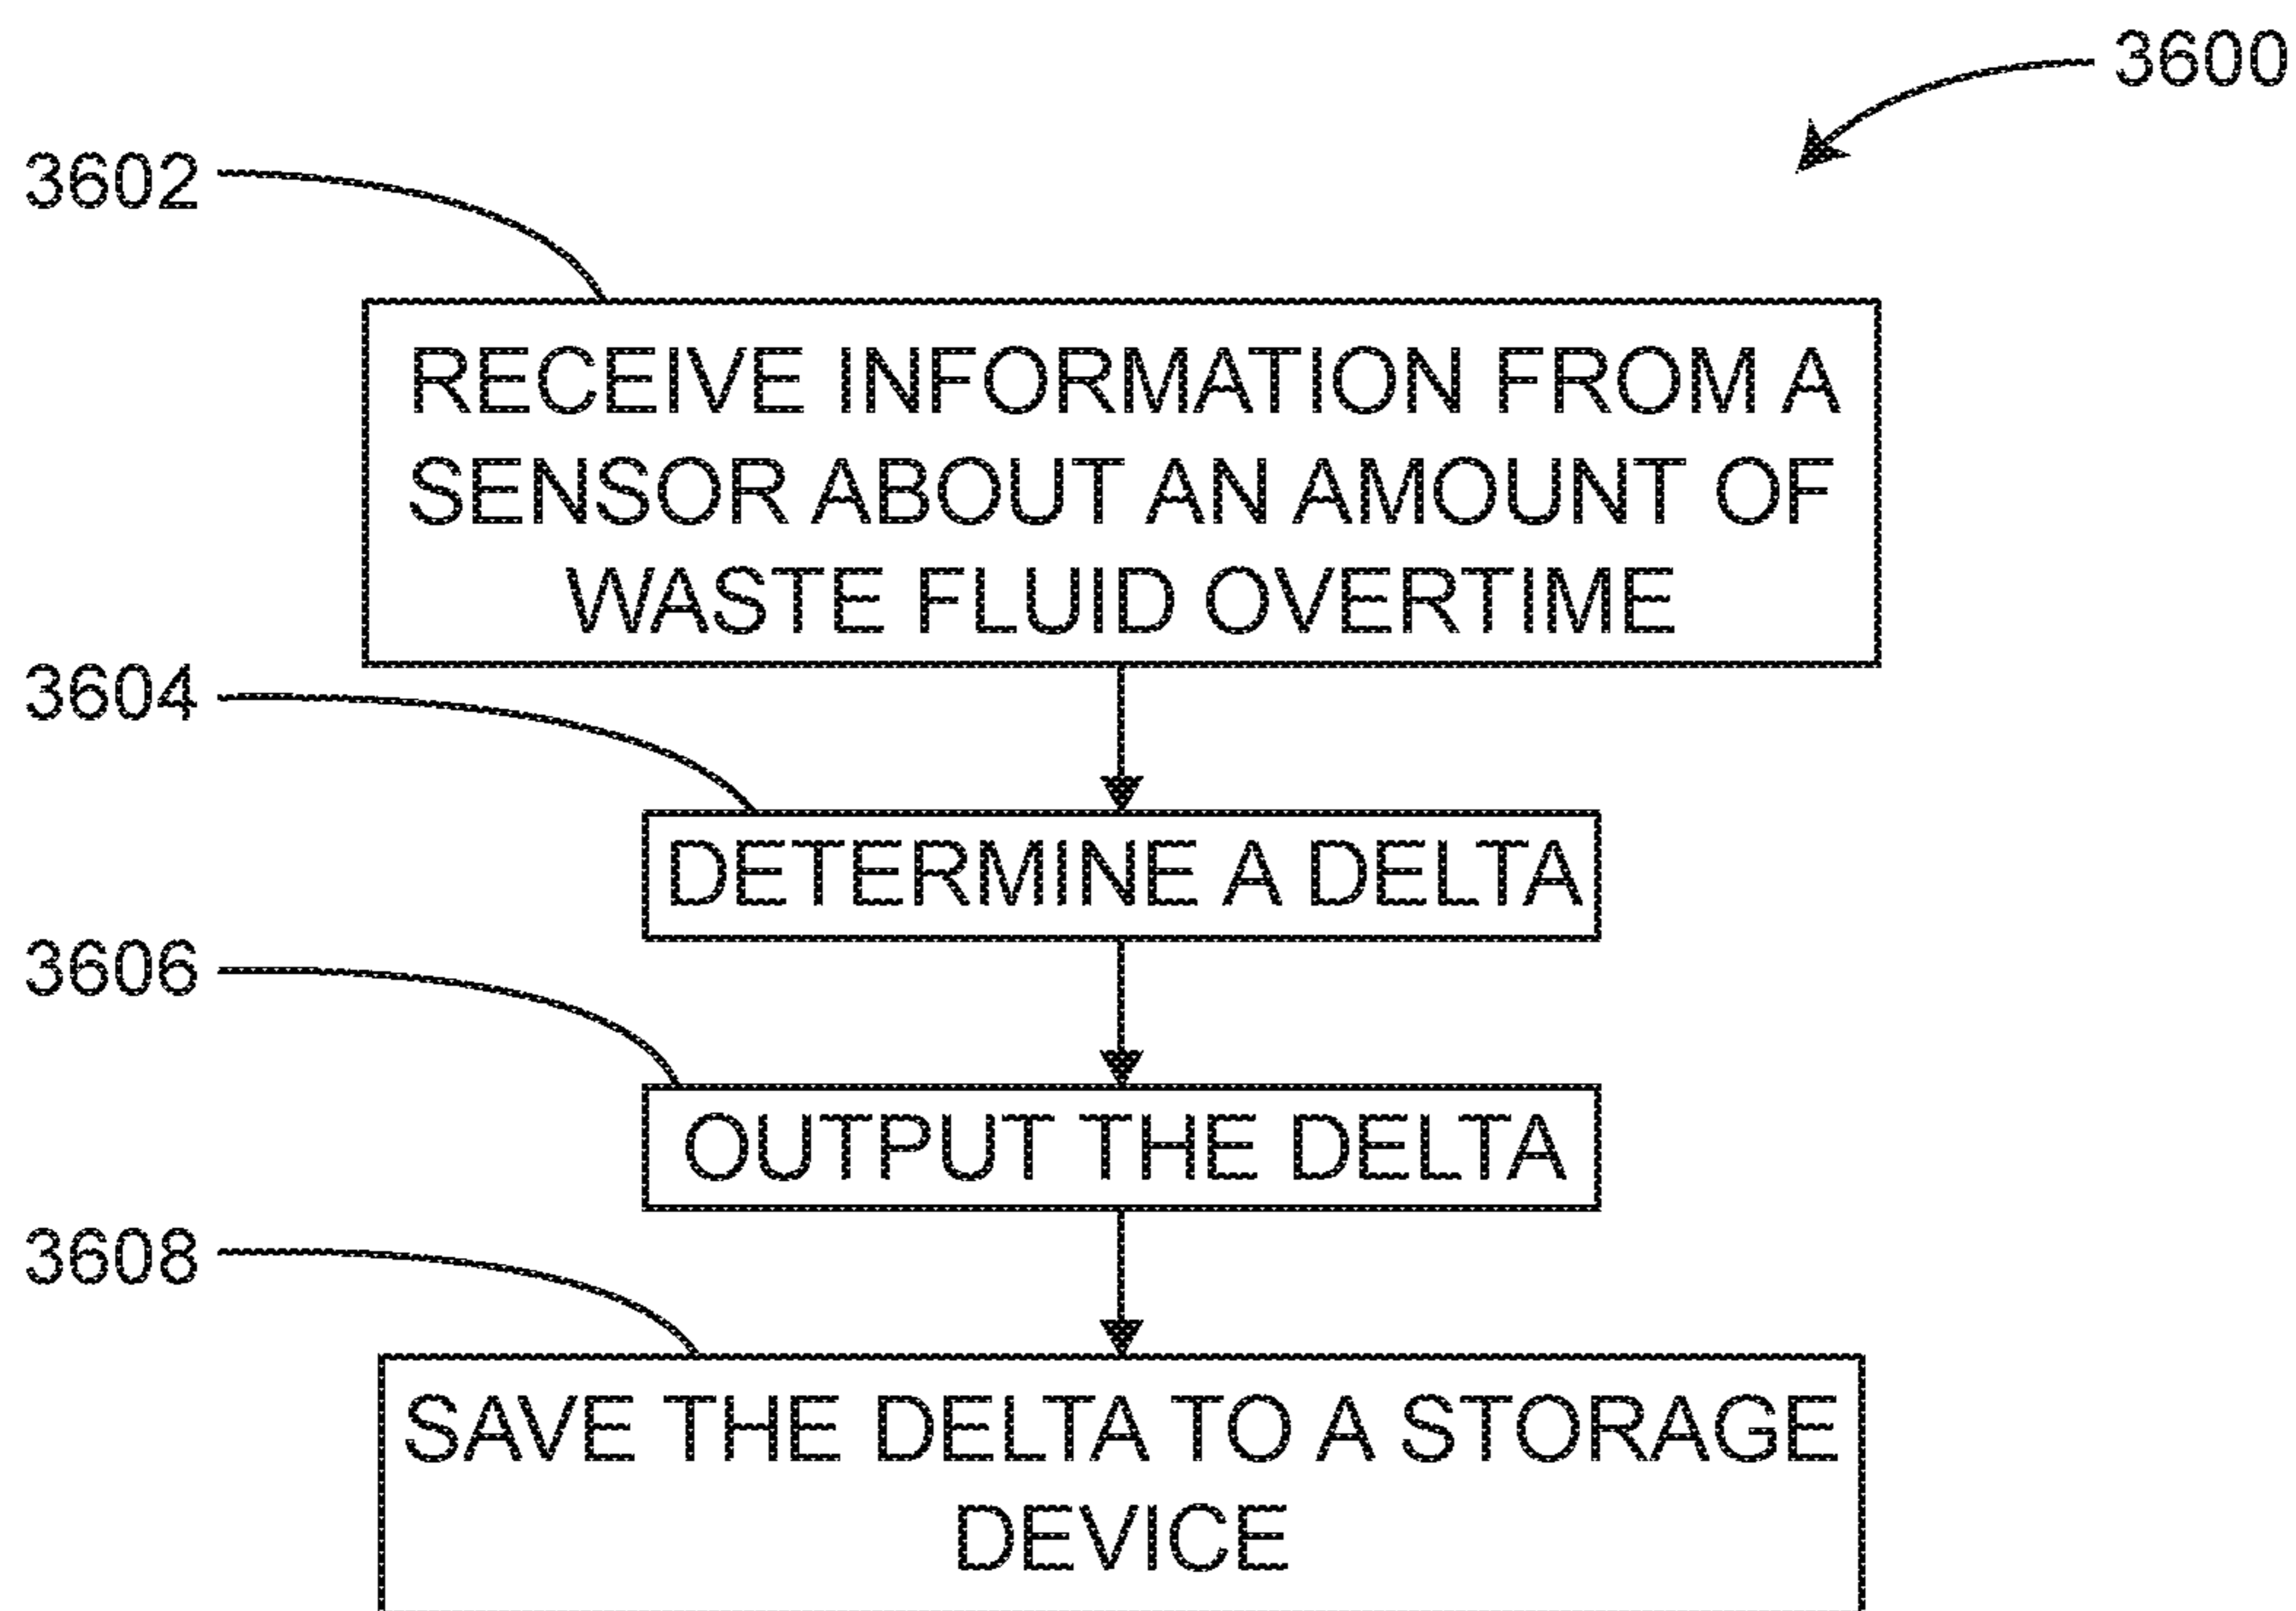 3600
3602
RECEIVE INFORMATION FROM A
SENSOR ABOUT AN AMOUNT OF
WASTE FLUID OVERTIME
3604
DETERMINE A DELTA
3606
OUTPUT THE DELTA
3608
SAVE THE DELTA TO A STORAGE
DEVICE